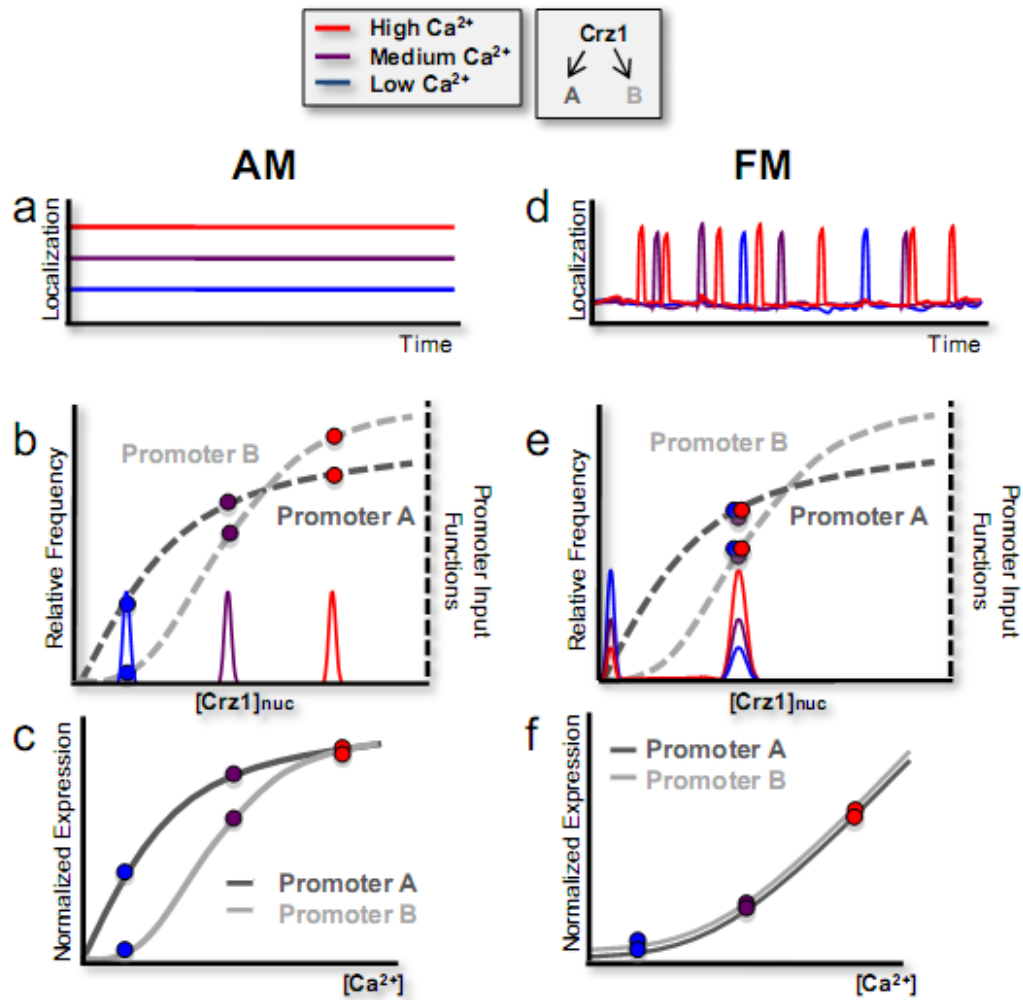 High Ca²⁺
Medium Ca²⁺
Low Ca²⁺
Crz1
A B
AM
FM
a
Localization
Time
d
Localization
Time
b
Relative Frequency
Promoter B
Promoter A
Promoter Input
Functions
[Crz1]nuc
e
Relative Frequency
Promoter B
Promoter A
Promoter Input
Functions
[Crz1]nuc
c
Normalized Expression
Promoter A
Promoter B
[Ca²⁺]
f
Normalized Expression
Promoter A
Promoter B
[Ca²⁺]